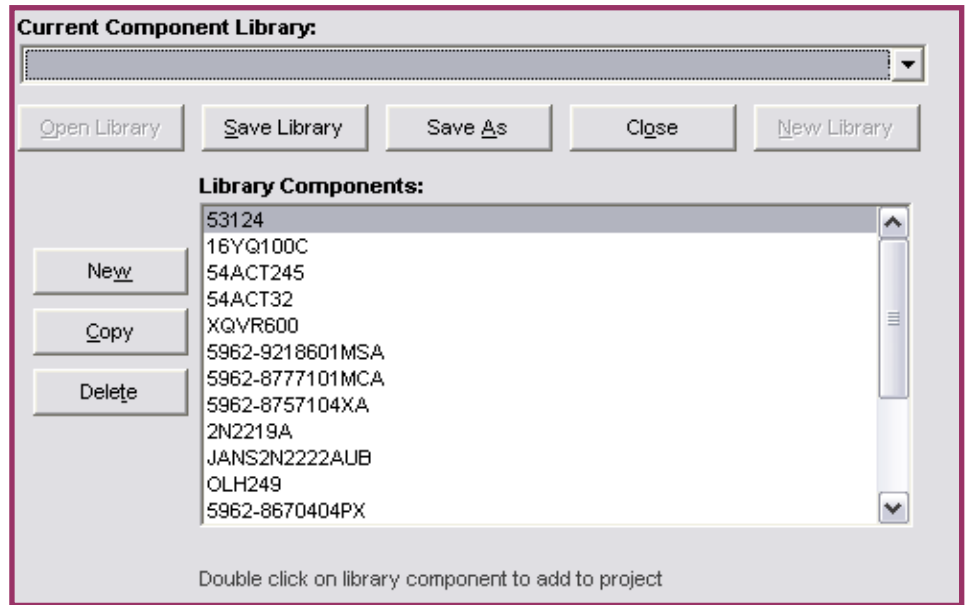 Current Component Library:
Open Library Save Library Save As Close New Library
Library Components:
53124
16YQ100C
54ACT245
54ACT32
XQVR600
5962-9218601MSA
5962-8777101MCA
5962-8757104XA
2N2219A
JANS2N2222AUB
OLH249
5962-8670404PX
New
Copy
Delete
Double click on library component to add to project